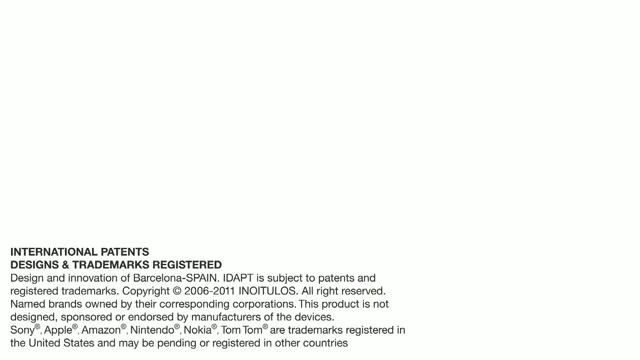 INTERNATIONAL PATENTS
DESIGNS & TRADEMARKS REGISTERED
Design and innovation of Barcelona-SPAIN. IDAPT is subject to patents and
registered trademarks. Copyright © 2006-2011 INOITULOS. All right reserved.
Named brands owned by their corresponding corporations. This product is not
designed, sponsored or endorsed by manufacturers of the devices.
Sony®, Apple®, Amazon®, Nintendo®, Nokia®, Tom Tom® are trademarks registered in
the United States and may be pending or registered in other countries